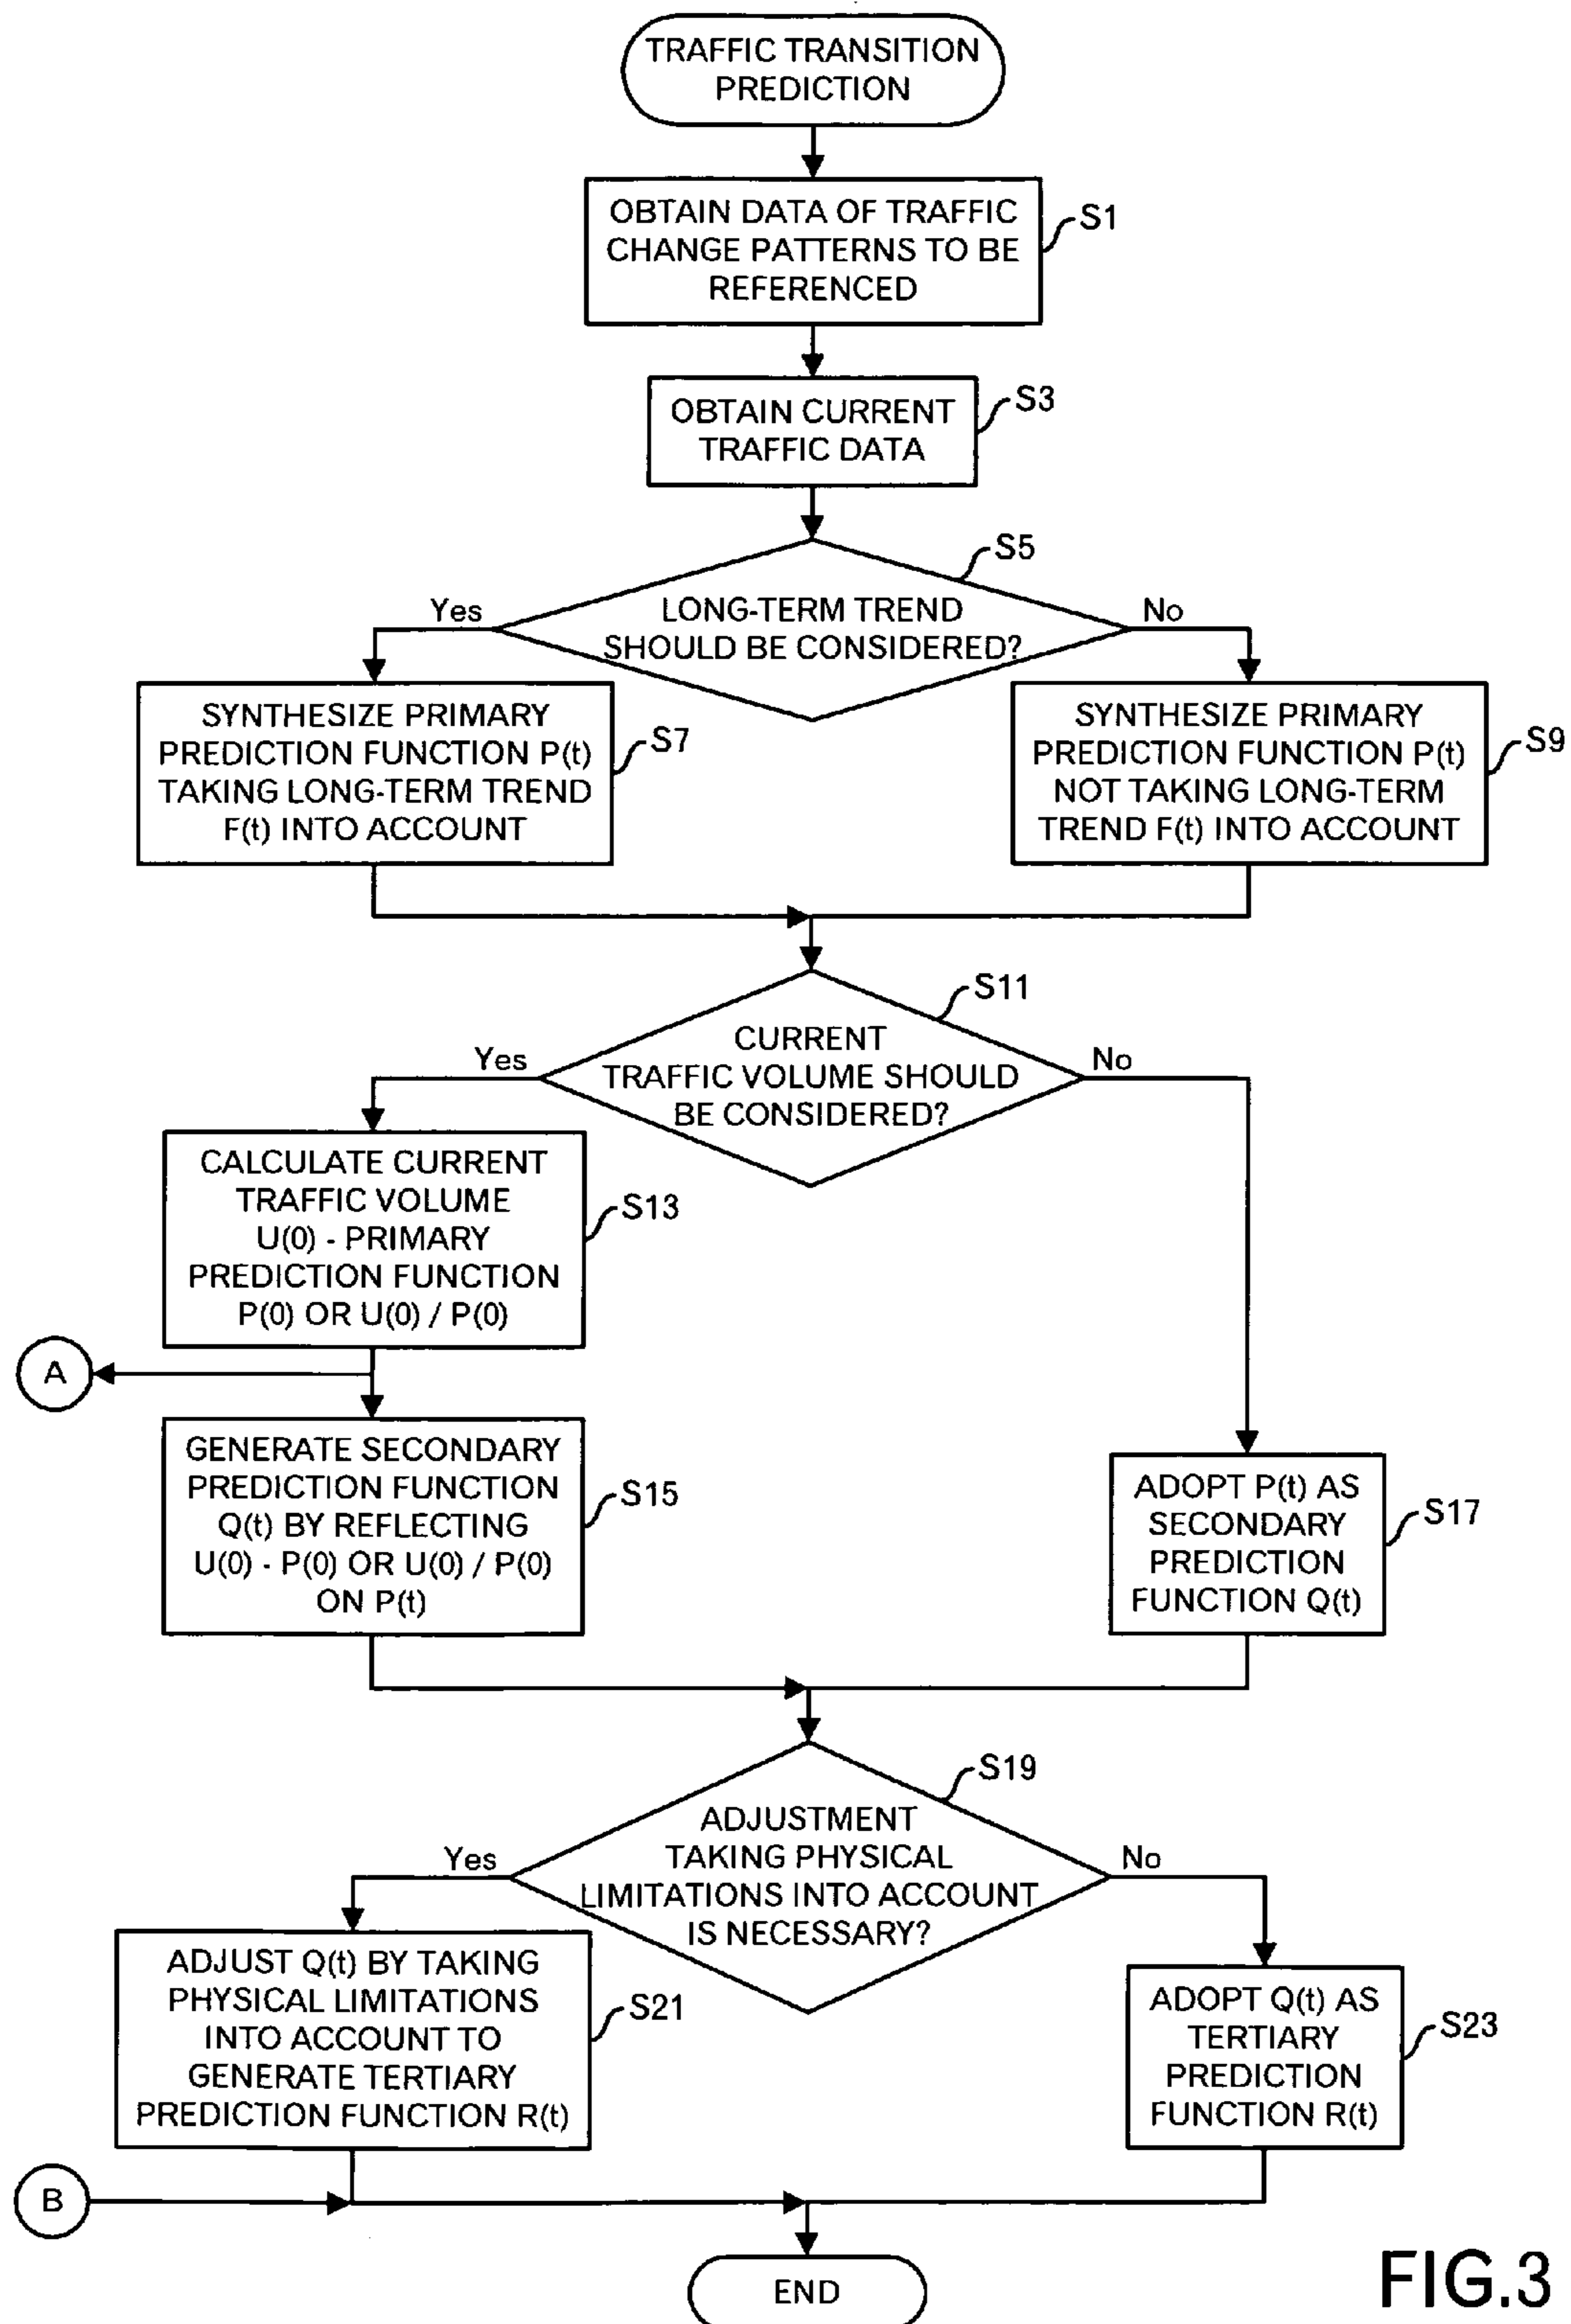 TRAFFIC TRANSITION
PREDICTION
OBTAIN DATA OF TRAFFIC
CHANGE PATTERNS TO BE
REFERENCED
S1
OBTAIN CURRENT
TRAFFIC DATA
S3
S5
LONG-TERM TREND
SHOULD BE CONSIDERED?
Yes
No
SYNTHESIZE PRIMARY
PREDICTION FUNCTION P(t)
TAKING LONG-TERM TREND
F(t) INTO ACCOUNT
S7
SYNTHESIZE PRIMARY
PREDICTION FUNCTION P(t)
NOT TAKING LONG-TERM
TREND F(t) INTO ACCOUNT
S9
S11
CURRENT
TRAFFIC VOLUME SHOULD
BE CONSIDERED?
Yes
No
CALCULATE CURRENT
TRAFFIC VOLUME
U(0) - PRIMARY
PREDICTION FUNCTION
P(0) OR U(0) / P(0)
S13
A
GENERATE SECONDARY
PREDICTION FUNCTION
Q(t) BY REFLECTING
U(0) - P(0) OR U(0) / P(0)
ON P(t)
S15
ADOPT P(t) AS
SECONDARY
PREDICTION
FUNCTION Q(t)
S17
S19
ADJUSTMENT
TAKING PHYSICAL
LIMITATIONS INTO ACCOUNT
IS NECESSARY?
Yes
No
ADJUST Q(t) BY TAKING
PHYSICAL LIMITATIONS
INTO ACCOUNT TO
GENERATE TERTIARY
PREDICTION FUNCTION R(t)
S21
ADOPT Q(t) AS
TERTIARY
PREDICTION
FUNCTION R(t)
S23
B
END
FIG.3